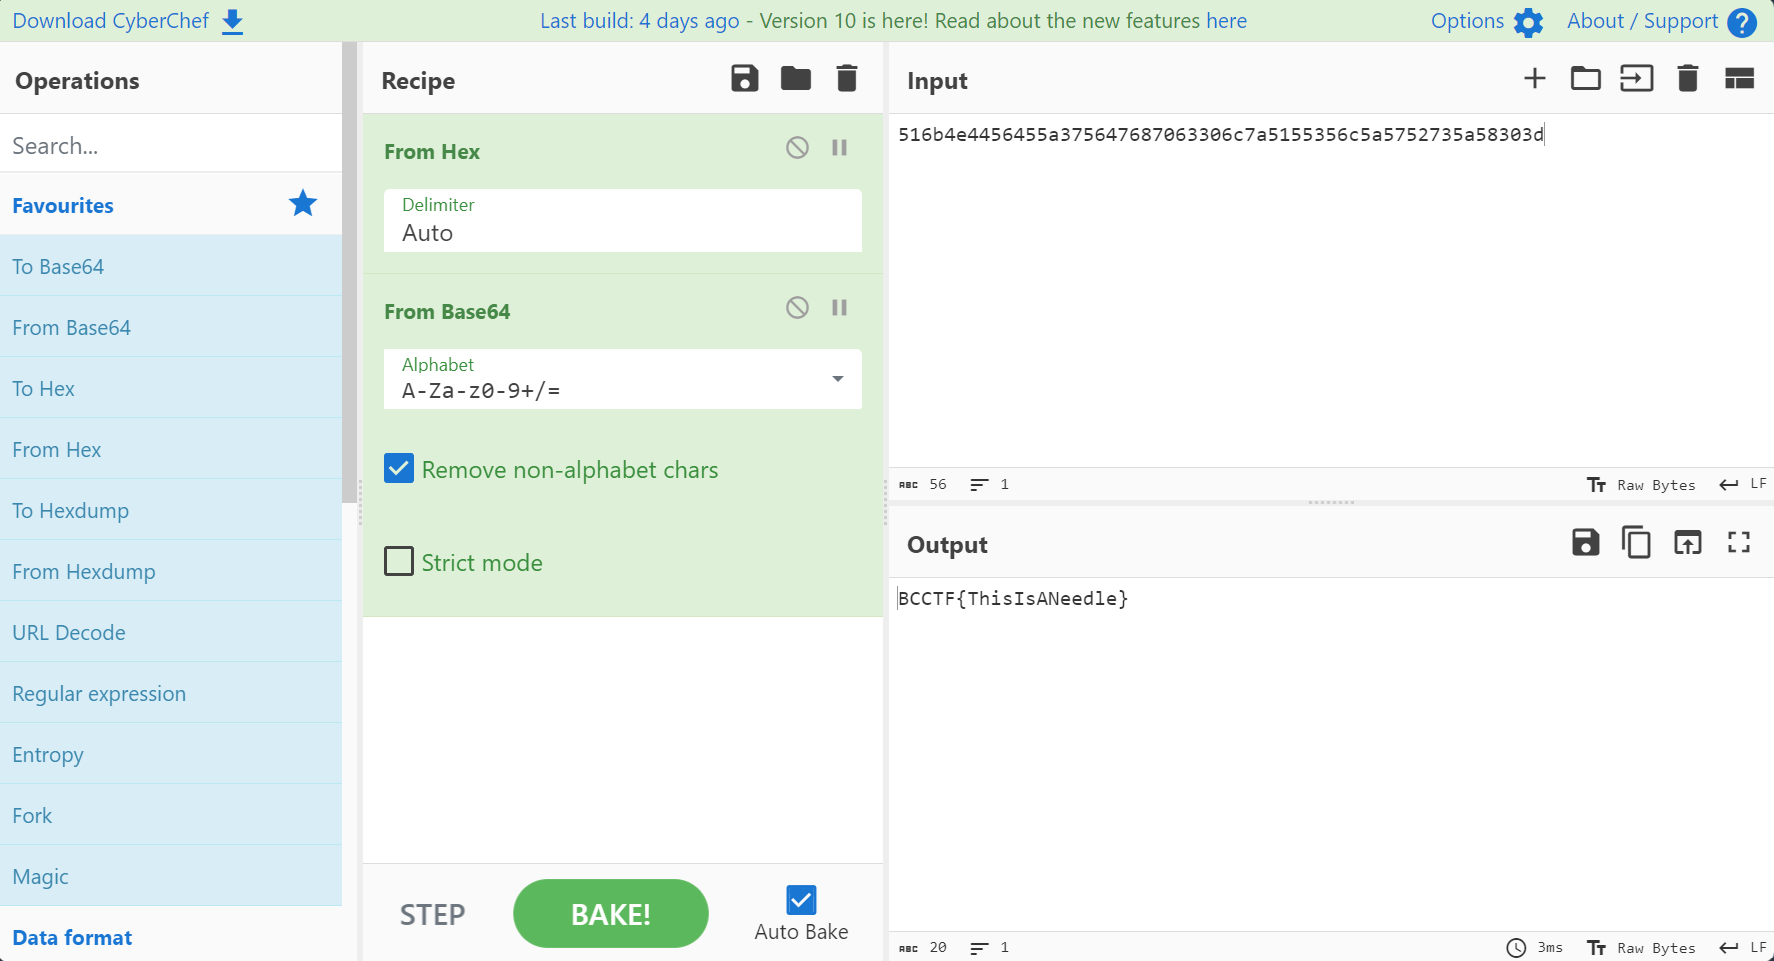 Download CyberChef
Last build: 4 days ago - Version 10 is here! Read about the new features here
Options
About / Support
Operations
Search...
Favourites
To Base64
From Base64
To Hex
From Hex
To Hexdump
From Hexdump
URL Decode
Regular expression
Entropy
Fork
Magic
Data format
Recipe
From Hex
Delimiter
Auto
From Base64
Alphabet
A-Za-z0-9+/=
Remove non-alphabet chars
Strict mode
STEP
BAKE!
Auto Bake
Input
516b4e4456455a375647687063306c7a5155356c5a5752735a58303d
ABC 56 1
Tт Raw Bytes LF
Output
BCCTF{ThisIsANeedle}
ABC 20 1
3ms Tт Raw Bytes LF